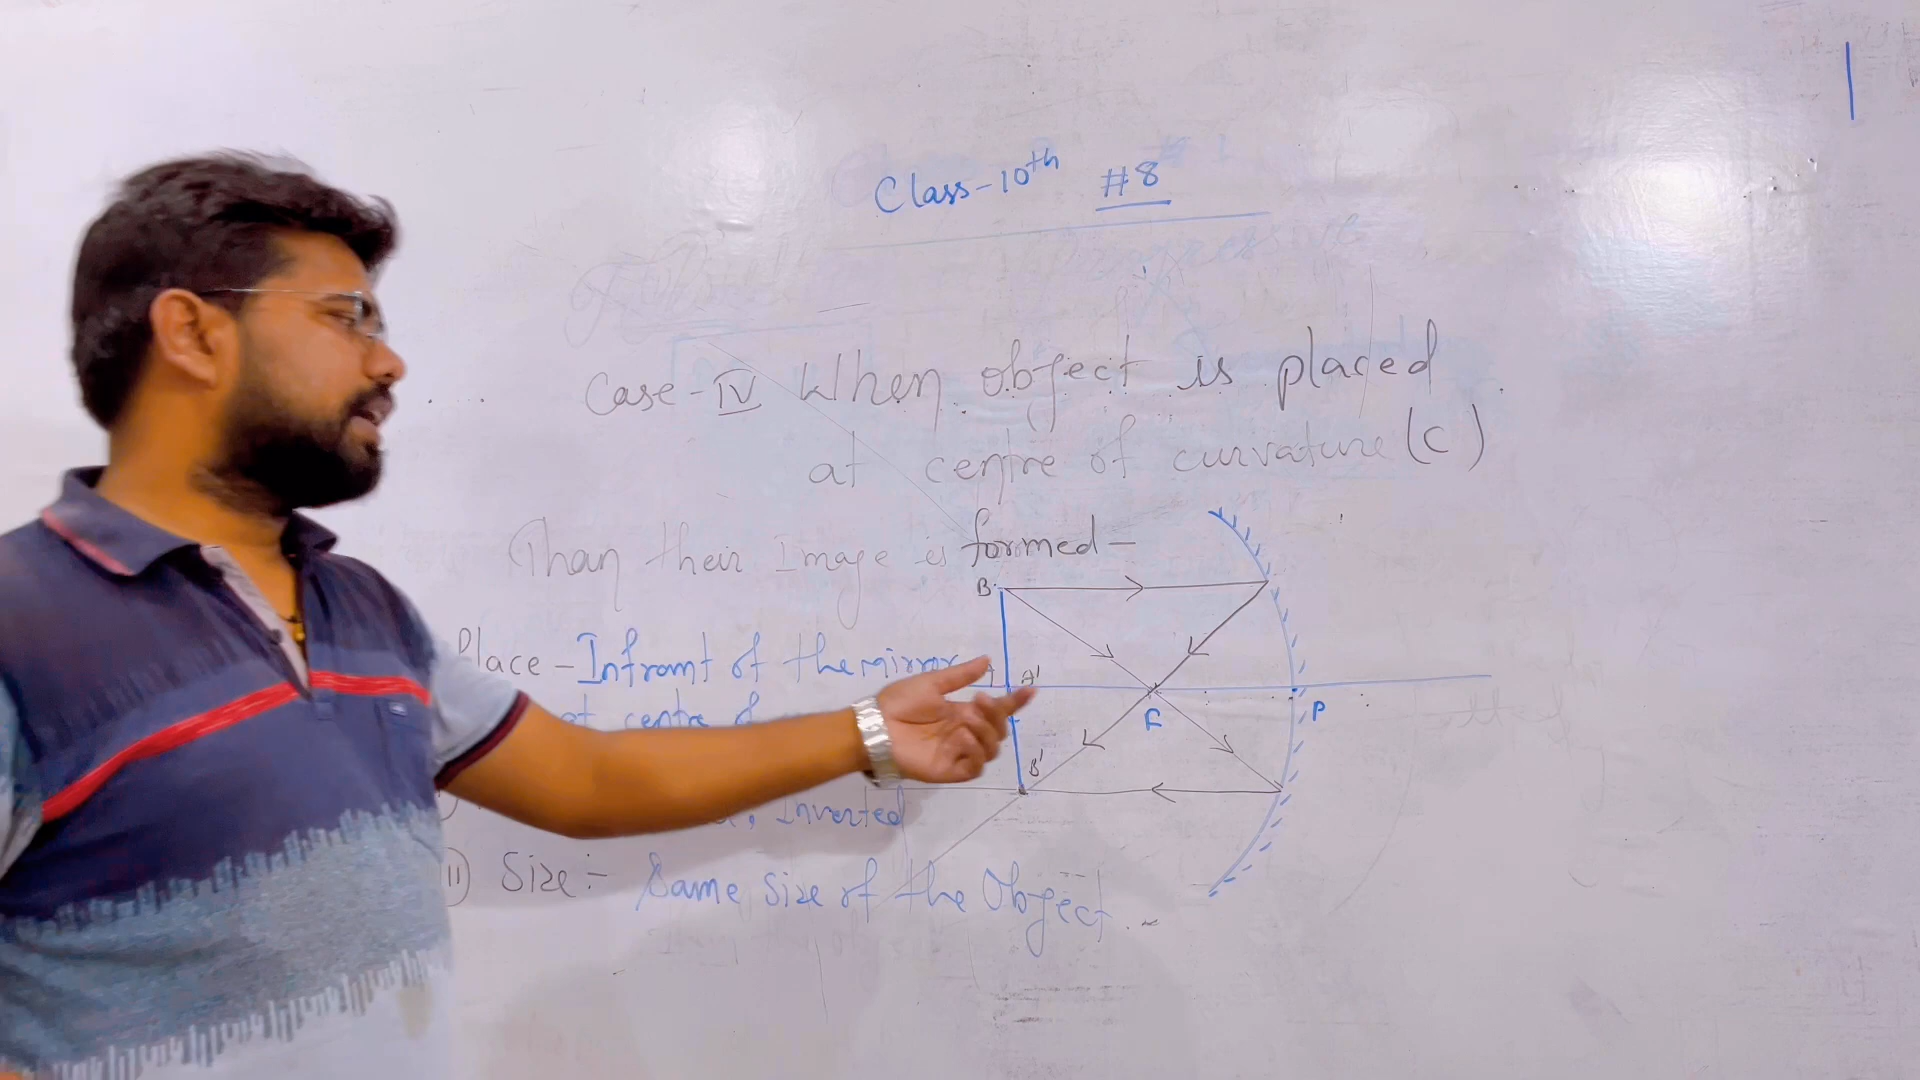 Class-10th #8
Case-IV When object is placed
at centre of curvature (C)
Than their Image is formed-
B
Place - Infromt of the mirror
A'
at centre of
F
P
B'
, Inverted
II) Size:- Same Size of the Object.